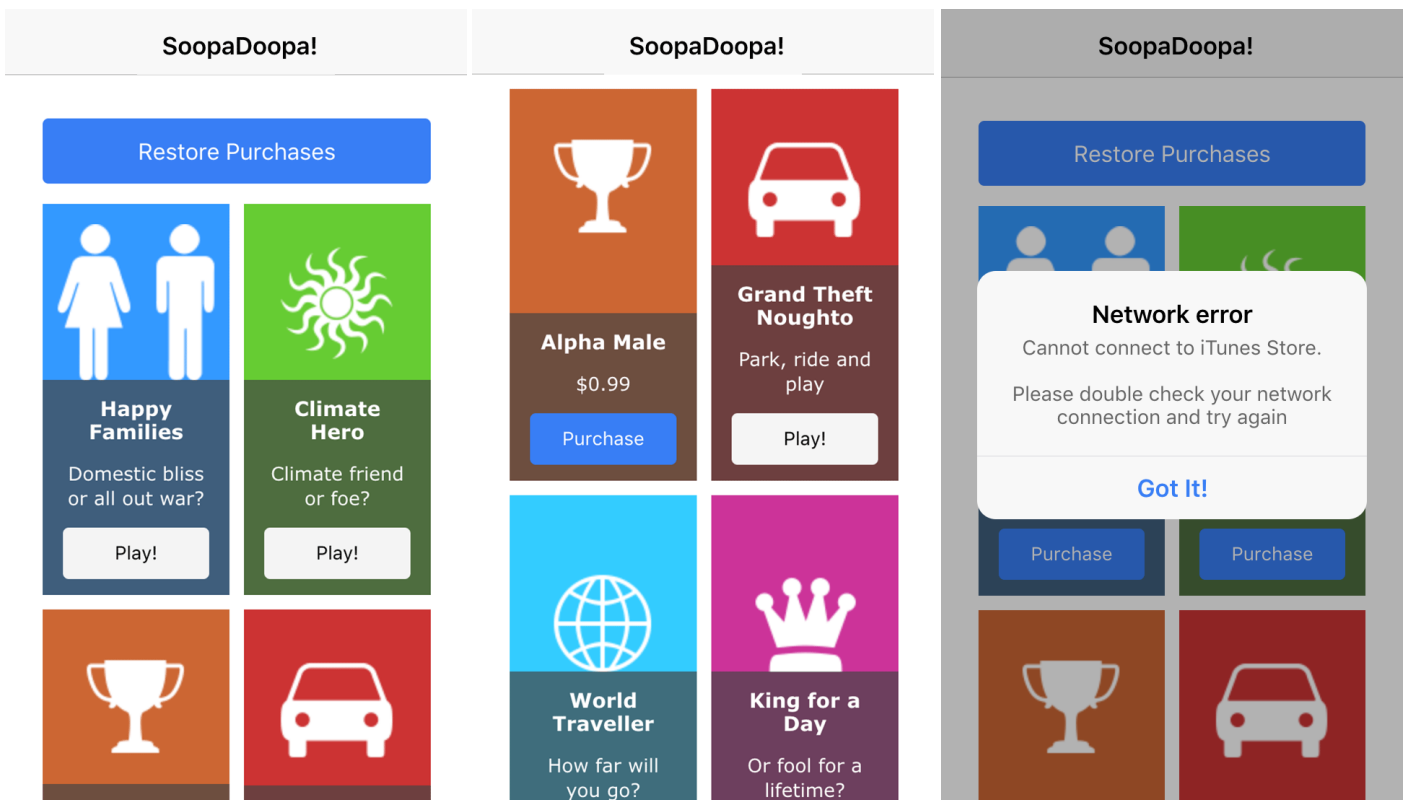 SoopaDoopa!
Restore Purchases
Happy
Families
Domestic bliss
or all out war?
Play!
Climate
Hero
Climate friend
or foe?
Play!
SoopaDoopa!
Alpha Male
$0.99
Purchase
Grand Theft
Noughto
Park, ride and
play
Play!
World
Traveller
How far will
you go?
King for a
Day
Or fool for a
lifetime?
SoopaDoopa!
Restore Purchases
Network error
Cannot connect to iTunes Store.
Please double check your network
connection and try again
Got It!
Purchase
Purchase